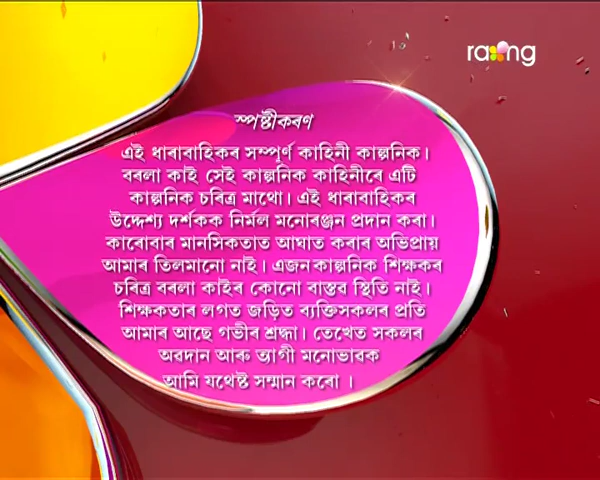 rang
স্পষ্টীকৰণ
এই ধাৰাবাহিকৰ সম্পূৰ্ণ কাহিনী কাল্পনিক।
বৰলা কাই সেই কাল্পনিক কাহিনীৰে এটি
কাল্পনিক চৰিত্ৰ মাথো। এই ধাৰাবাহিকৰ
উদ্দেশ্য দৰ্শকক নিৰ্মল মনোৰঞ্জন প্ৰদান কৰা।
কাৰোবাৰ মানসিকতাত আঘাত কৰাৰ অভিপ্ৰায়
আমাৰ তিলমানো নাই। এজন কাল্পনিক শিক্ষকৰ
চৰিত্ৰ বৰলা কাইৰ কোনো বাস্তৱ স্থিতি নাই।
শিক্ষকতাৰ লগত জড়িত ব্যক্তিসকলৰ প্ৰতি
আমাৰ আছে গভীৰ শ্ৰদ্ধা। তেখেত সকলৰ
অৱদান আৰু ত্যাগী মনোভাৱক
আমি যথেষ্ট সন্মান কৰো ।